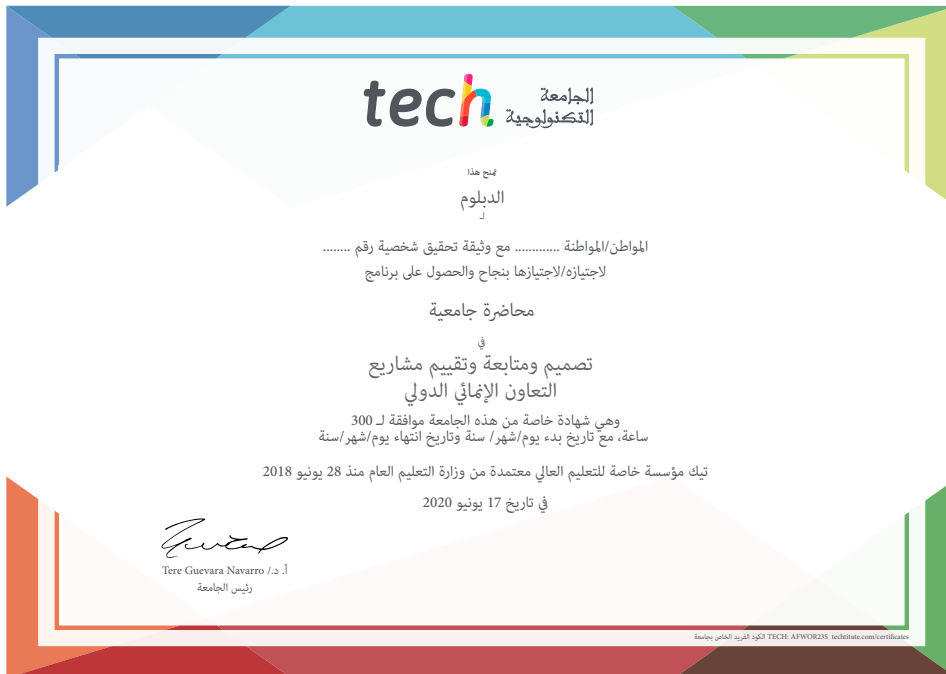 tech الجامعة
التكنولوجية
يمنح هذا
الدبلوم
لـ
المواطن/المواطنة ............ مع وثيقة تحقيق شخصية رقم ........
لاجتيازه/لاجتيازها بنجاح والحصول على برنامج
محاضرة جامعية
في
تصميم ومتابعة وتقييم مشاريع
التعاون الإنمائي الدولي
وهي شهادة خاصة من هذه الجامعة موافقة لـ 300
ساعة، مع تاريخ بدء يوم/شهر/ سنة وتاريخ انتهاء يوم/شهر/سنة
تيك مؤسسة خاصة للتعليم العالي معتمدة من وزارة التعليم العام منذ 28 يونيو 2018
في تاريخ 17 يونيو 2020
أ. د./ Tere Guevara Navarro
رئيس الجامعة
الكود الفريد الخاص بجامعة TECH: AFWOR235 techtitute.com/certificates